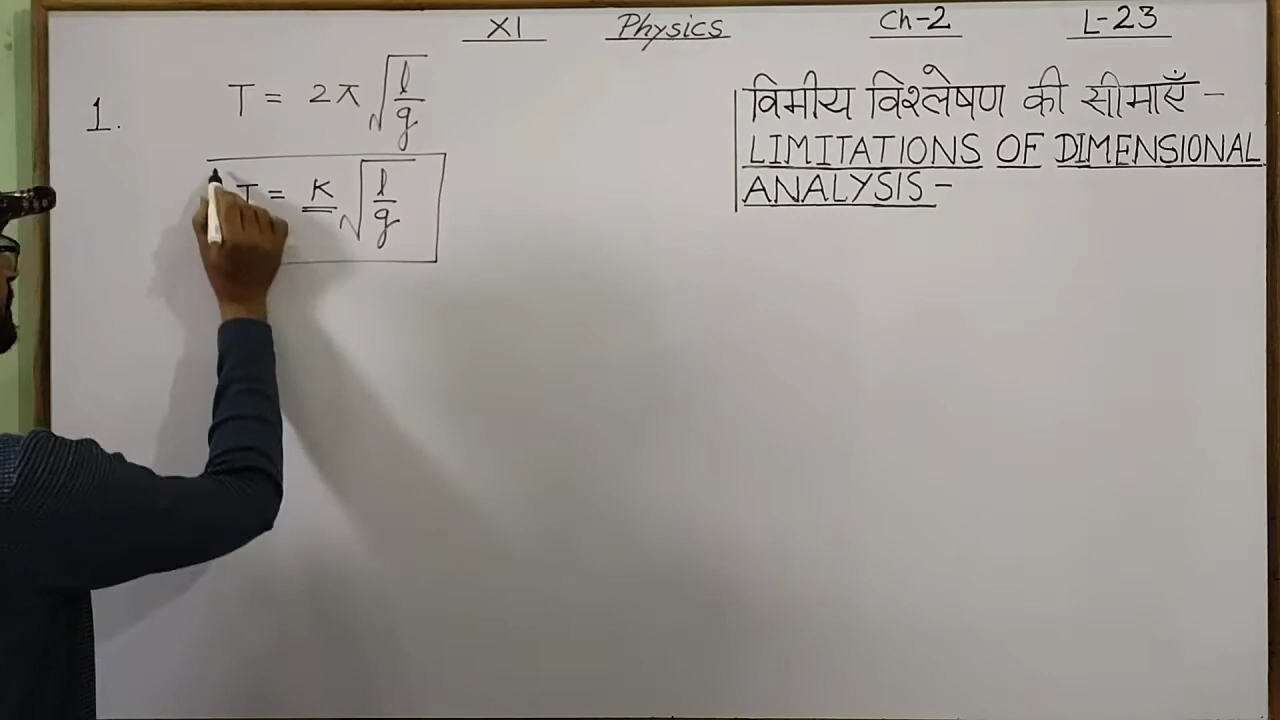 XI Physics Ch-2 L-23
1. T = 2π √l/g
T = K √l/g
विमीय विश्लेषण की सीमाएँ -
LIMITATIONS OF DIMENSIONAL
ANALYSIS -